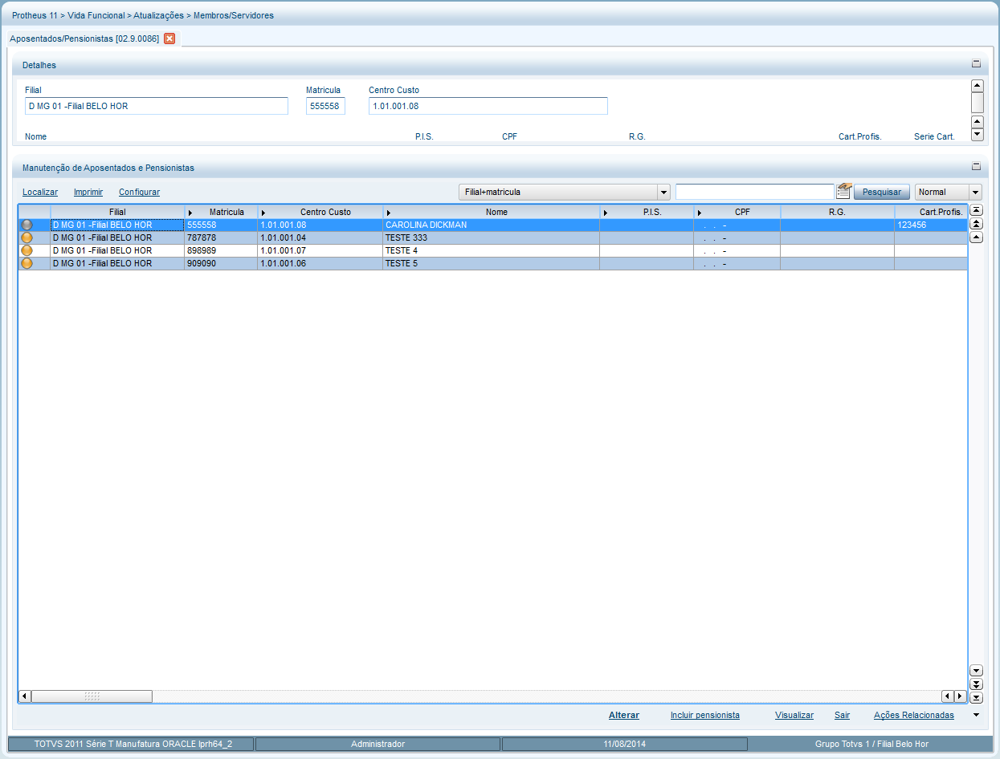 Protheus 11 > Vida Funcional > Atualizações > Membros/Servidores
Aposentados/Pensionistas [02.9.0086]
Detalhes
Filial Matricula Centro Custo
D MG 01 -Filial BELO HOR 555558 1.01.001.08
Nome P.I.S. CPF R.G. Cart.Profis. Serie Cart.
Manutenção de Aposentados e Pensionistas
Localizar Imprimir Configurar Filial+matricula Pesquisar Normal
Filial Matricula Centro Custo Nome P.I.S. CPF R.G. Cart.Profis.
D MG 01 -Filial BELO HOR 555558 1.01.001.08 CAROLINA DICKMAN . . - 123456
D MG 01 -Filial BELO HOR 787878 1.01.001.04 TESTE 333 . . -
D MG 01 -Filial BELO HOR 898989 1.01.001.07 TESTE 4 . . -
D MG 01 -Filial BELO HOR 909090 1.01.001.06 TESTE 5 . . -
Alterar Incluir pensionista Visualizar Sair Ações Relacionadas
TOTVS 2011 Série T Manufatura ORACLE lprh64_2 Administrador 11/08/2014 Grupo Totvs 1 / Filial Belo Hor